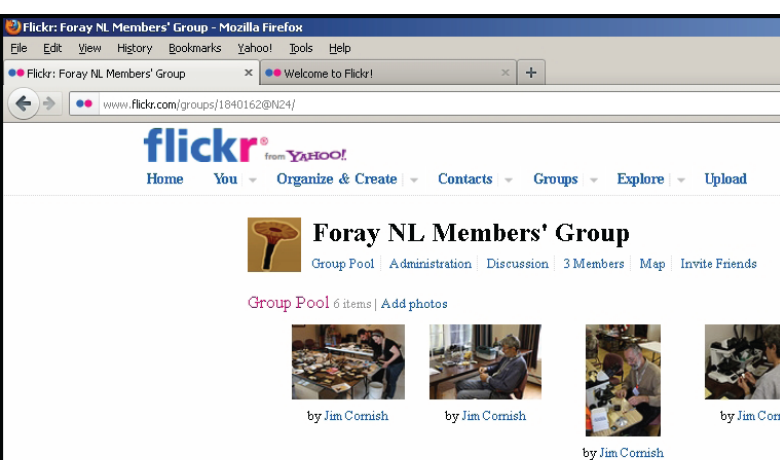 Flickr: Foray NL Members' Group - Mozilla Firefox
File Edit View History Bookmarks Yahoo! Tools Help
Flickr: Foray NL Members' Group × Welcome to Flickr! × +
www.flickr.com/groups/1840162@N24/
flickr® from YAHOO!
Home You Organize & Create Contacts Groups Explore Upload
Foray NL Members' Group
Group Pool Administration Discussion 3 Members Map Invite Friends
Group Pool 6 items | Add photos
by Jim Cornish by Jim Cornish by Jim Cor
by Jim Cornish